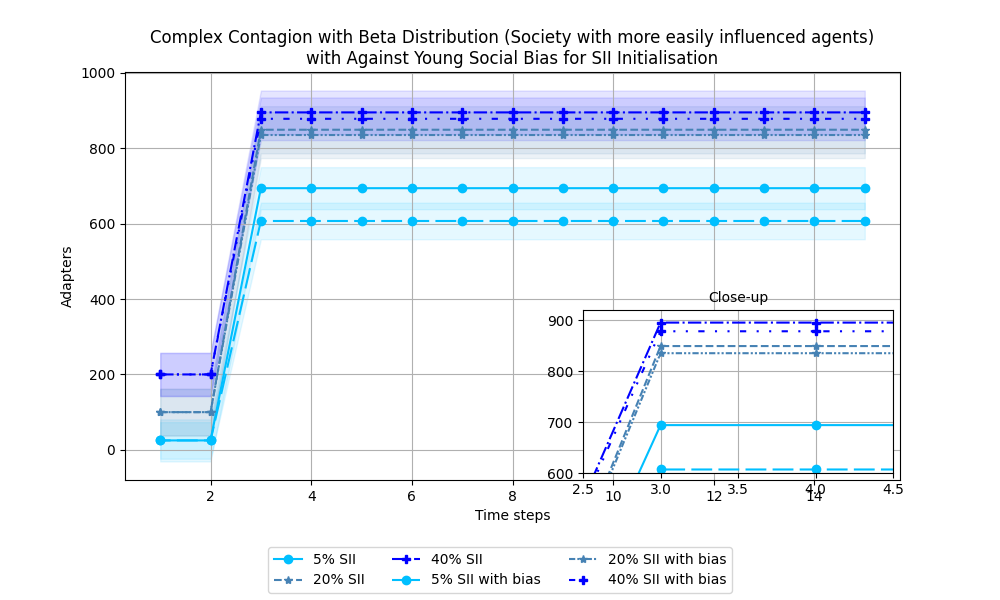 Complex Contagion with Beta Distribution (Society with more easily influenced agents)
with Against Young Social Bias for SII Initialisation
1000
800
600
400
200
0
Adapters
Close-up
900
800
700
600
2.5 3.0 3.5 4.0 4.5
2 4 6 8 10 12 14
Time steps
5% SII 40% SII 20% SII with bias
20% SII 5% SII with bias 40% SII with bias